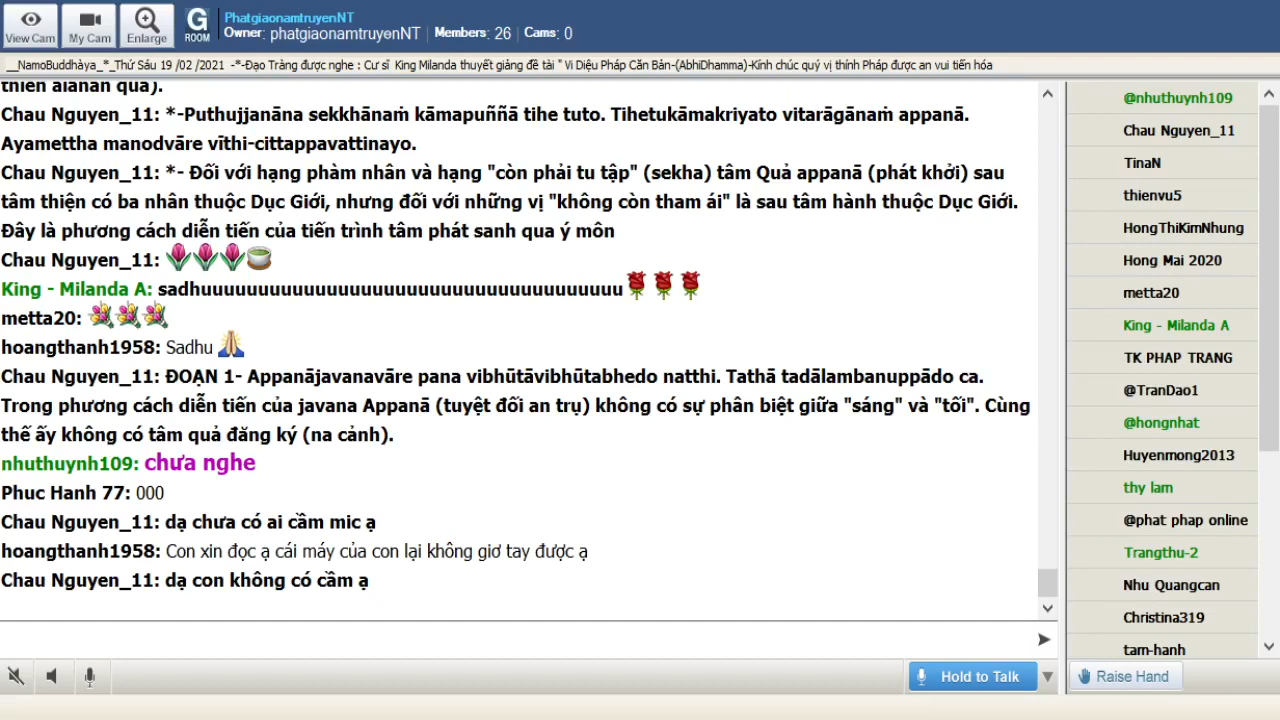 View Cam
My Cam
Enlarge
G
ROOM
PhatgiaonamtruyenNT
Owner: phatgiaonamtruyenNT Members: 26 Cams: 0
__NamoBuddhàya_*_Thứ Sáu 19 /02 /2021 -*-Đạo Tràng được nghe : Cư sĩ King Milanda thuyết giảng đề tài " Vi Diệu Pháp Căn Bản-(AbhiDhamma)-Kính chúc quý vị thính Pháp được an vui tiến hóa
Chau Nguyen_11: *-Puthujjanāna sekkhānaṁ kāmapuññā tihe tuto. Tihetukāmakriyato vitarāgānaṁ appanā.
Ayamettha manodvāre vīthi-cittappavattinayo.
Chau Nguyen_11: *- Đối với hạng phàm nhân và hạng "còn phải tu tập" (sekha) tâm Quả appanā (phát khởi) sau
tâm thiện có ba nhân thuộc Dục Giới, nhưng đối với những vị "không còn tham ái" là sau tâm hành thuộc Dục Giới.
Đây là phương cách diễn tiến của tiến trình tâm phát sanh qua ý môn
Chau Nguyen_11:
King - Milanda A: sadhuuuuuuuuuuuuuuuuuuuuuuuuuuuuuuuuuuuuu
metta20:
hoangthanh1958: Sadhu
Chau Nguyen_11: ĐOẠN 1- Appanājavanavāre pana vibhūtāvibhūtabhedo natthi. Tathā tadālambanuppādo ca.
Trong phương cách diễn tiến của javana Appanā (tuyệt đối an trụ) không có sự phân biệt giữa "sáng" và "tối". Cùng
thế ấy không có tâm quả đăng ký (na cảnh).
nhuthuynh109: chưa nghe
Phuc Hanh 77: 000
Chau Nguyen_11: dạ chưa có ai cầm mic ạ
hoangthanh1958: Con xin đọc ạ cái máy của con lại không giơ tay được ạ
Chau Nguyen_11: dạ con không có cầm ạ
@nhuthuynh109
Chau Nguyen_11
TinaN
thienvu5
HongThiKimNhung
Hong Mai 2020
metta20
King - Milanda A
TK PHAP TRANG
@TranDao1
@hongnhat
Huyenmong2013
thy lam
@phat phap online
Trangthu-2
Nhu Quangcan
Christina319
tam-hanh
Hold to Talk
Raise Hand